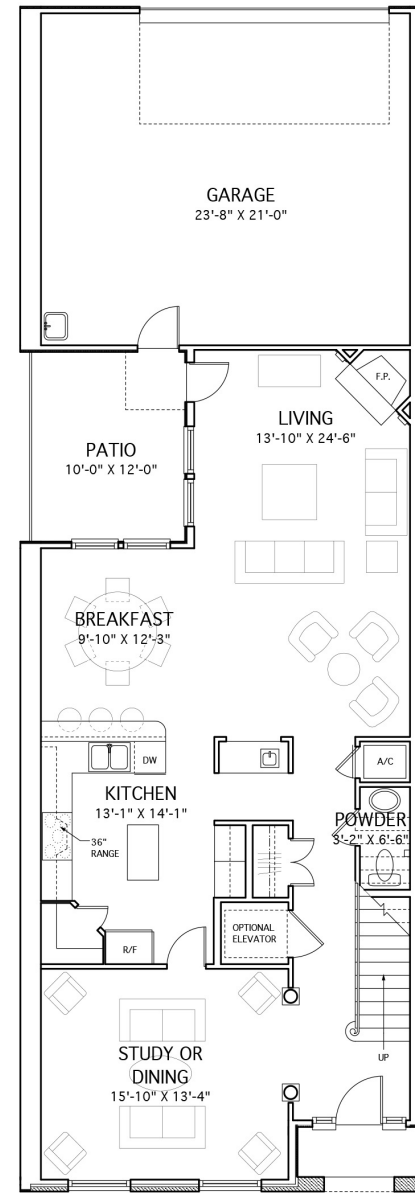 GARAGE
23'-8" X 21'-0"
F.P.
LIVING
13'-10" X 24'-6"
PATIO
10'-0" X 12'-0"
BREAKFAST
9'-10" X 12'-3"
DW
A/C
KITCHEN
13'-1" X 14'-1"
POWDER
3'-2" X 6'-6"
36"
RANGE
OPTIONAL
ELEVATOR
R/F
UP
STUDY OR
DINING
15'-10" X 13'-4"